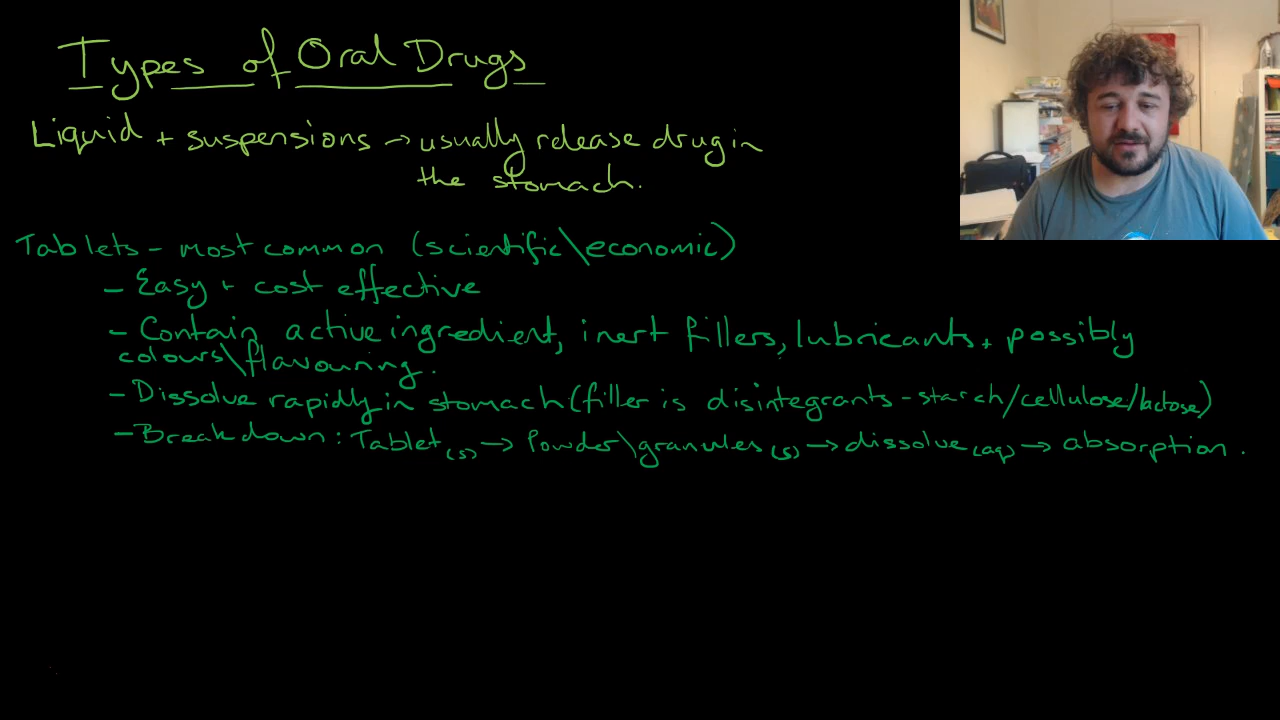 Types of Oral Drugs
Liquid + suspensions → usually release drug in
the stomach.
Tablets - most common (scientific\economic)
- Easy + cost effective
- Contain active ingredient, inert fillers, lubricants + possibly
colours\flavouring.
- Dissolve rapidly in stomach (filler is disintegrants - starch/cellulose/lactose)
- Breakdown: Tablet(s) → Powder\granules(s) → dissolve(aq) → absorption.